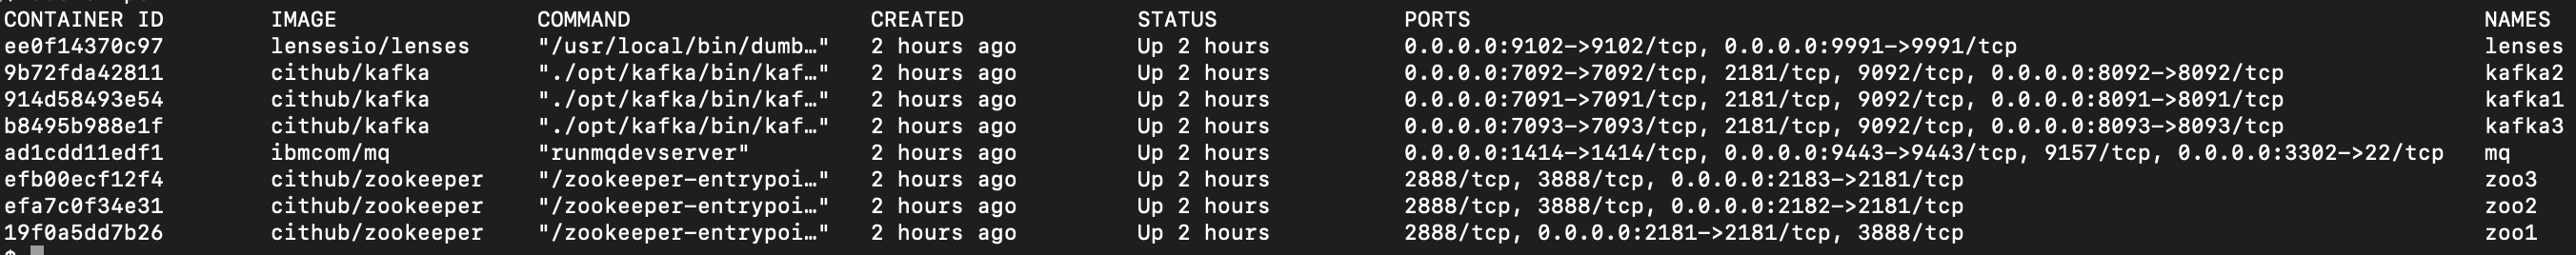 CONTAINER ID IMAGE COMMAND CREATED STATUS PORTS NAMES
ee0f14370c97 lensesio/lenses "/usr/local/bin/dumb…" 2 hours ago Up 2 hours 0.0.0.0:9102->9102/tcp, 0.0.0.0:9991->9991/tcp lenses
9b72fda42811 cithub/kafka "./opt/kafka/bin/kaf…" 2 hours ago Up 2 hours 0.0.0.0:7092->7092/tcp, 2181/tcp, 9092/tcp, 0.0.0.0:8092->8092/tcp kafka2
914d58493e54 cithub/kafka "./opt/kafka/bin/kaf…" 2 hours ago Up 2 hours 0.0.0.0:7091->7091/tcp, 2181/tcp, 9092/tcp, 0.0.0.0:8091->8091/tcp kafka1
b8495b988e1f cithub/kafka "./opt/kafka/bin/kaf…" 2 hours ago Up 2 hours 0.0.0.0:7093->7093/tcp, 2181/tcp, 9092/tcp, 0.0.0.0:8093->8093/tcp kafka3
ad1cdd11edf1 ibmcom/mq "runmqdevserver" 2 hours ago Up 2 hours 0.0.0.0:1414->1414/tcp, 0.0.0.0:9443->9443/tcp, 9157/tcp, 0.0.0.0:3302->22/tcp mq
efb00ecf12f4 cithub/zookeeper "/zookeeper-entrypoi…" 2 hours ago Up 2 hours 2888/tcp, 3888/tcp, 0.0.0.0:2183->2181/tcp zoo3
efa7c0f34e31 cithub/zookeeper "/zookeeper-entrypoi…" 2 hours ago Up 2 hours 2888/tcp, 3888/tcp, 0.0.0.0:2182->2181/tcp zoo2
19f0a5dd7b26 cithub/zookeeper "/zookeeper-entrypoi…" 2 hours ago Up 2 hours 2888/tcp, 0.0.0.0:2181->2181/tcp, 3888/tcp zoo1